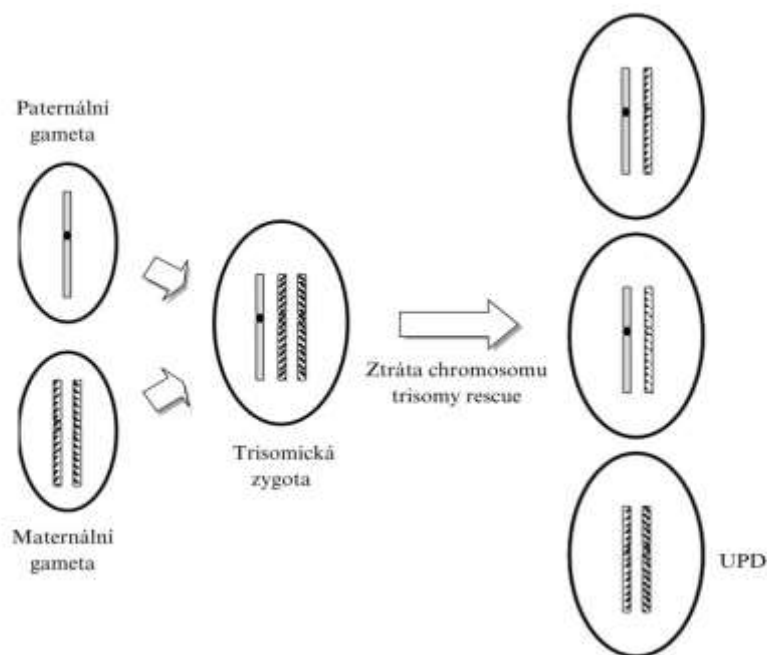 Paternální
gameta
Maternální
gameta
Trisomická
zygota
Ztráta chromosomu
trisomy rescue
UPD